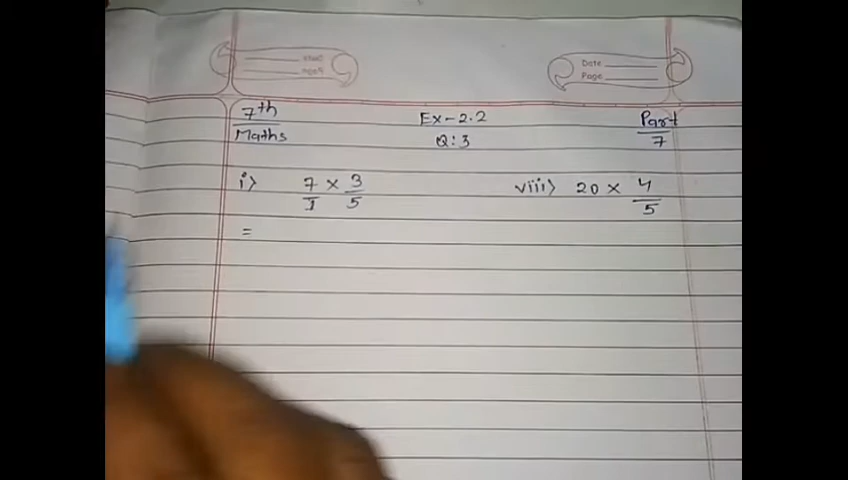 Date
Page
7th Ex-2.2 Part
Maths Q:3 7
i) 7/1 × 3/5 viii) 20 × 4/5
=